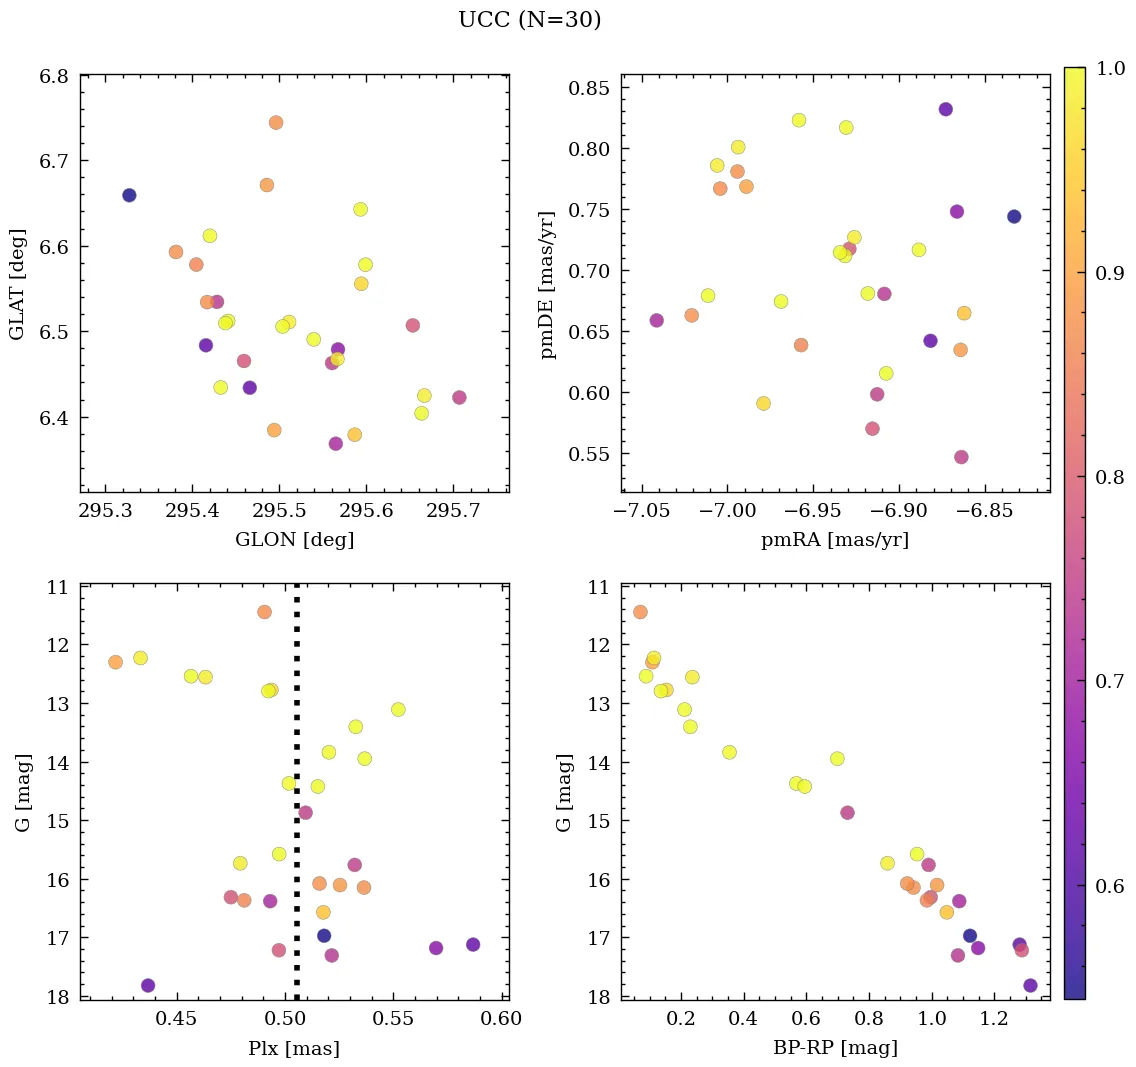 UCC (N=30)
6.8
6.7
6.6
6.5
6.4
GLAT [deg]
295.3 295.4 295.5 295.6 295.7
GLON [deg]
0.85
0.80
0.75
0.70
0.65
0.60
0.55
pmDE [mas/yr]
−7.05 −7.00 −6.95 −6.90 −6.85
pmRA [mas/yr]
1.0
0.9
0.8
0.7
0.6
11
12
13
14
15
16
17
18
G [mag]
0.45 0.50 0.55 0.60
Plx [mas]
11
12
13
14
15
16
17
18
G [mag]
0.2 0.4 0.6 0.8 1.0 1.2
BP-RP [mag]